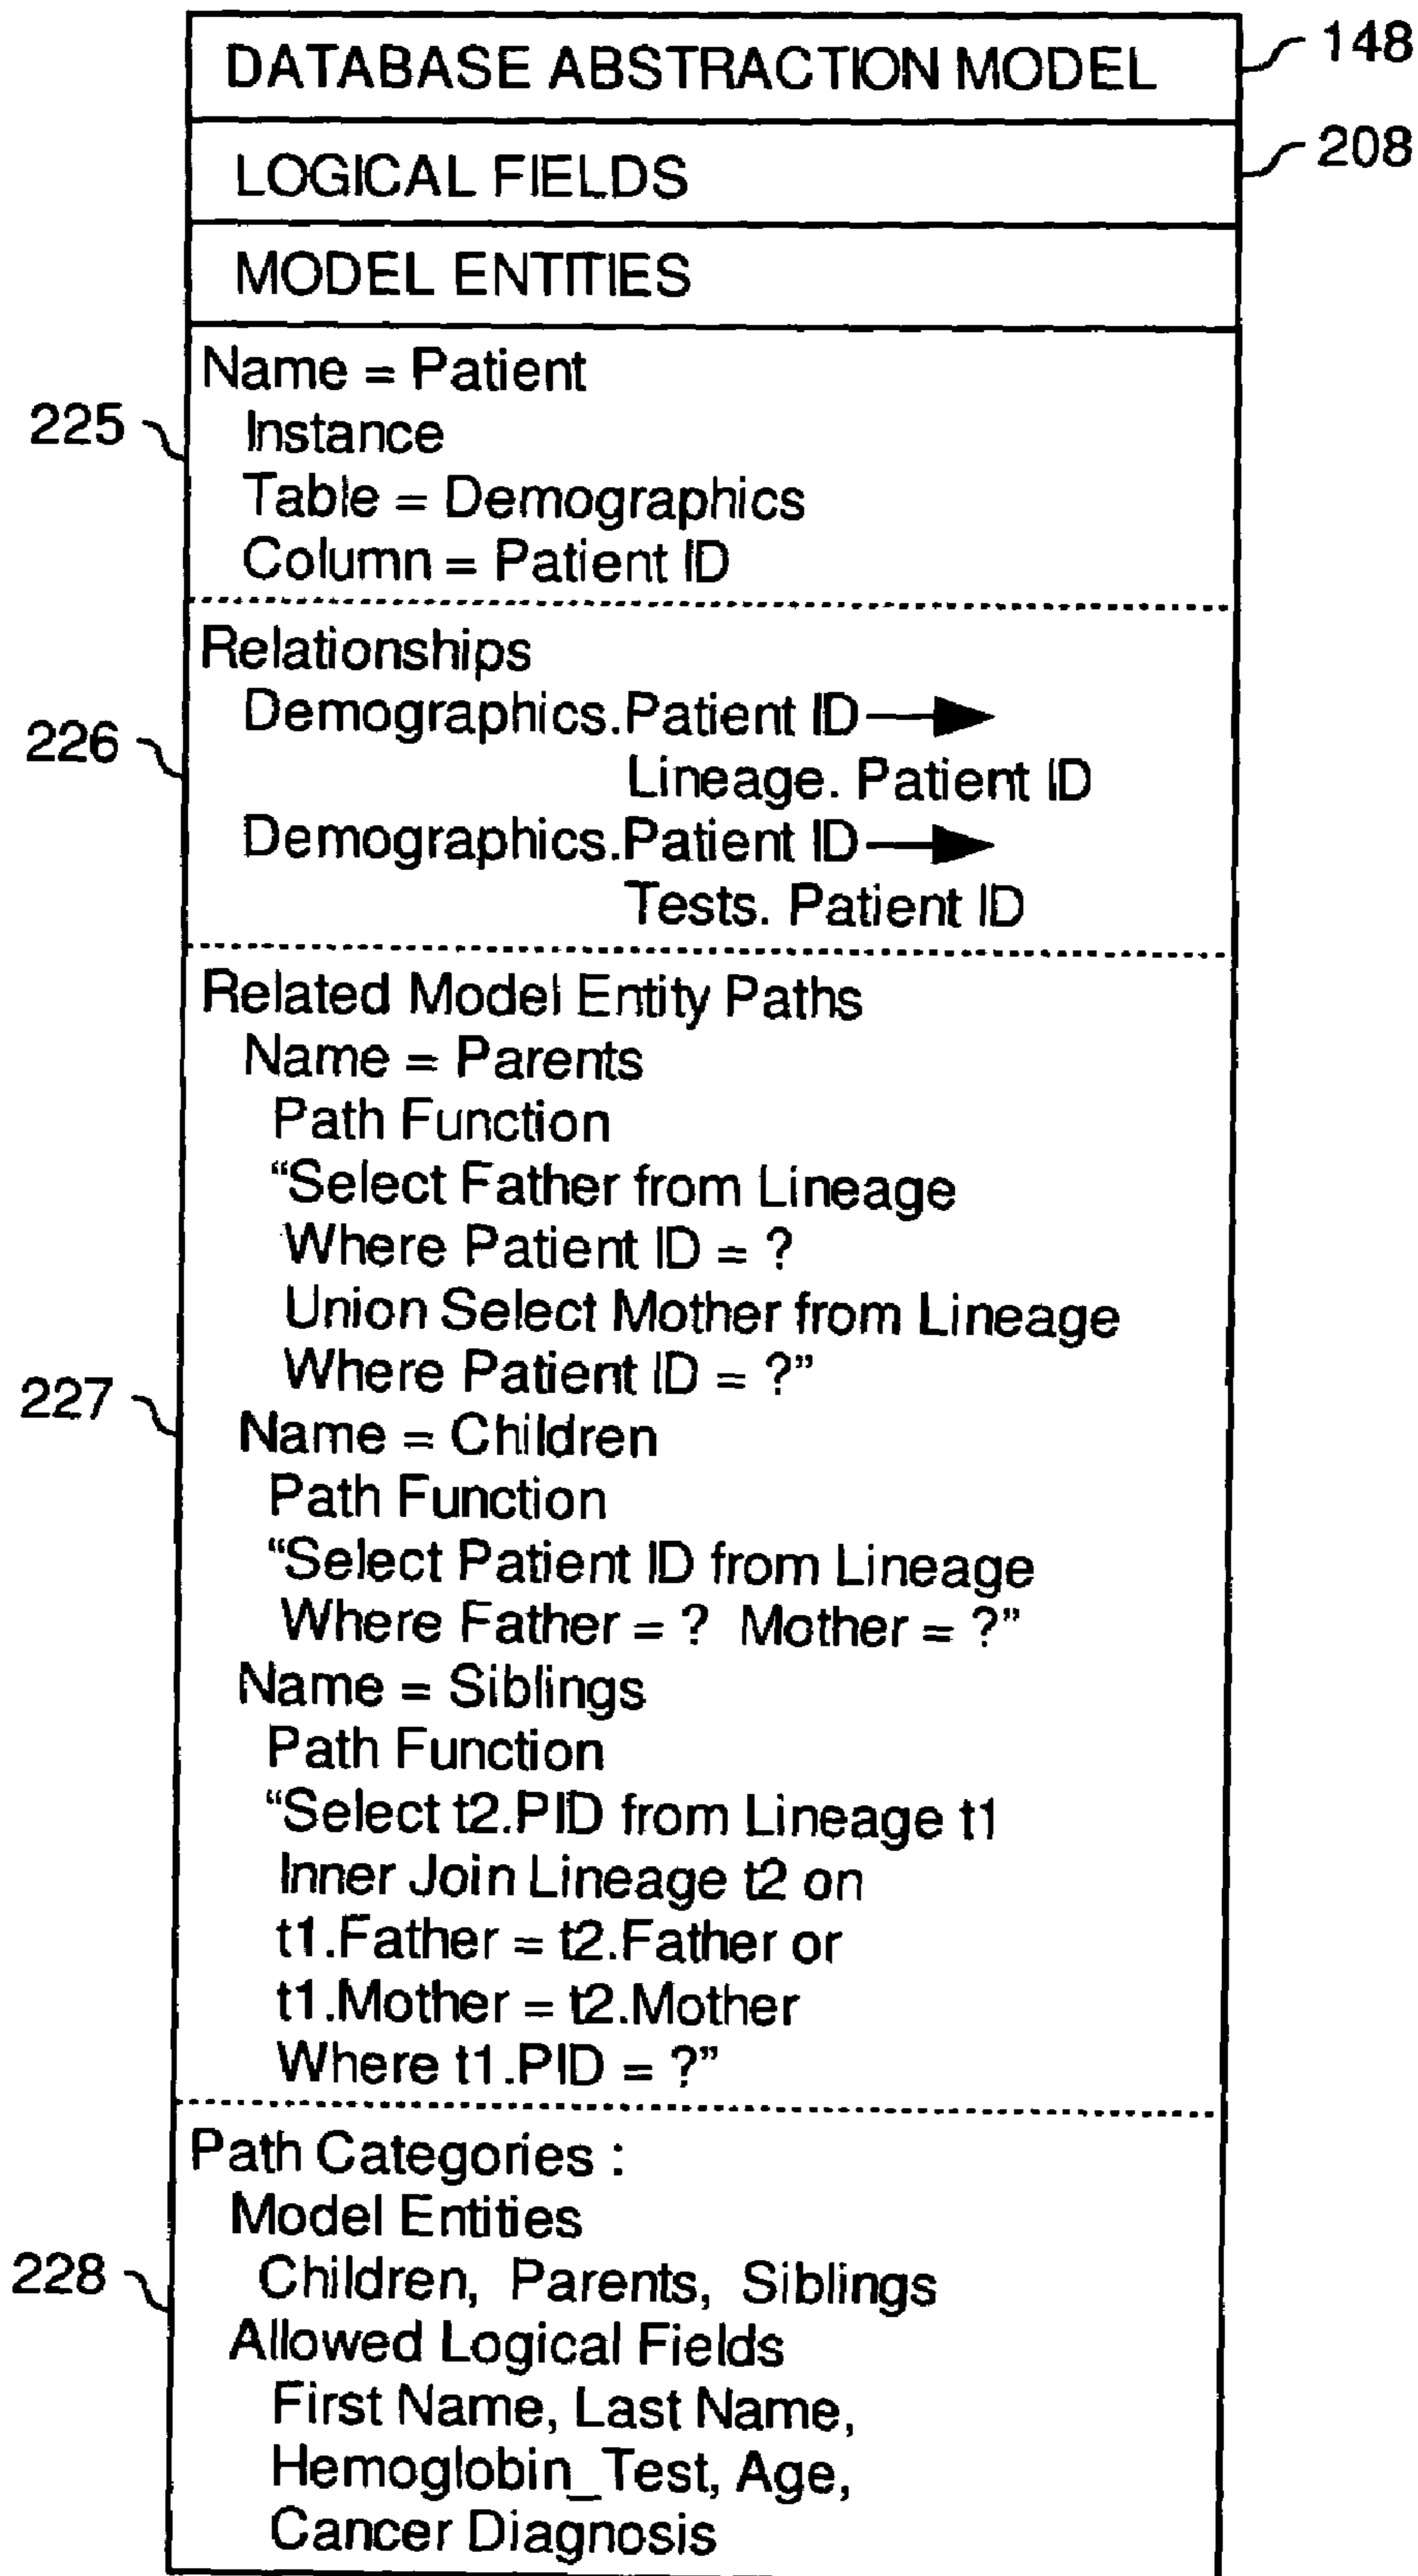 DATABASE ABSTRACTION MODEL
148
LOGICAL FIELDS
208
MODEL ENTITIES
Name = Patient
225
Instance
Table = Demographics
Column = Patient ID
Relationships
Demographics.Patient ID
226
Lineage. Patient ID
Demographics.Patient ID
Tests. Patient ID
Related Model Entity Paths
Name = Parents
Path Function
“Select Father from Lineage
Where Patient ID = ?
Union Select Mother from Lineage
Where Patient ID = ?”
227
Name = Children
Path Function
“Select Patient ID from Lineage
Where Father = ? Mother = ?”
Name = Siblings
Path Function
“Select t2.PID from Lineage t1
Inner Join Lineage t2 on
t1.Father = t2.Father or
t1.Mother = t2.Mother
Where t1.PID = ?”
Path Categories :
Model Entities
228
Children, Parents, Siblings
Allowed Logical Fields
First Name, Last Name,
Hemoglobin_Test, Age,
Cancer Diagnosis